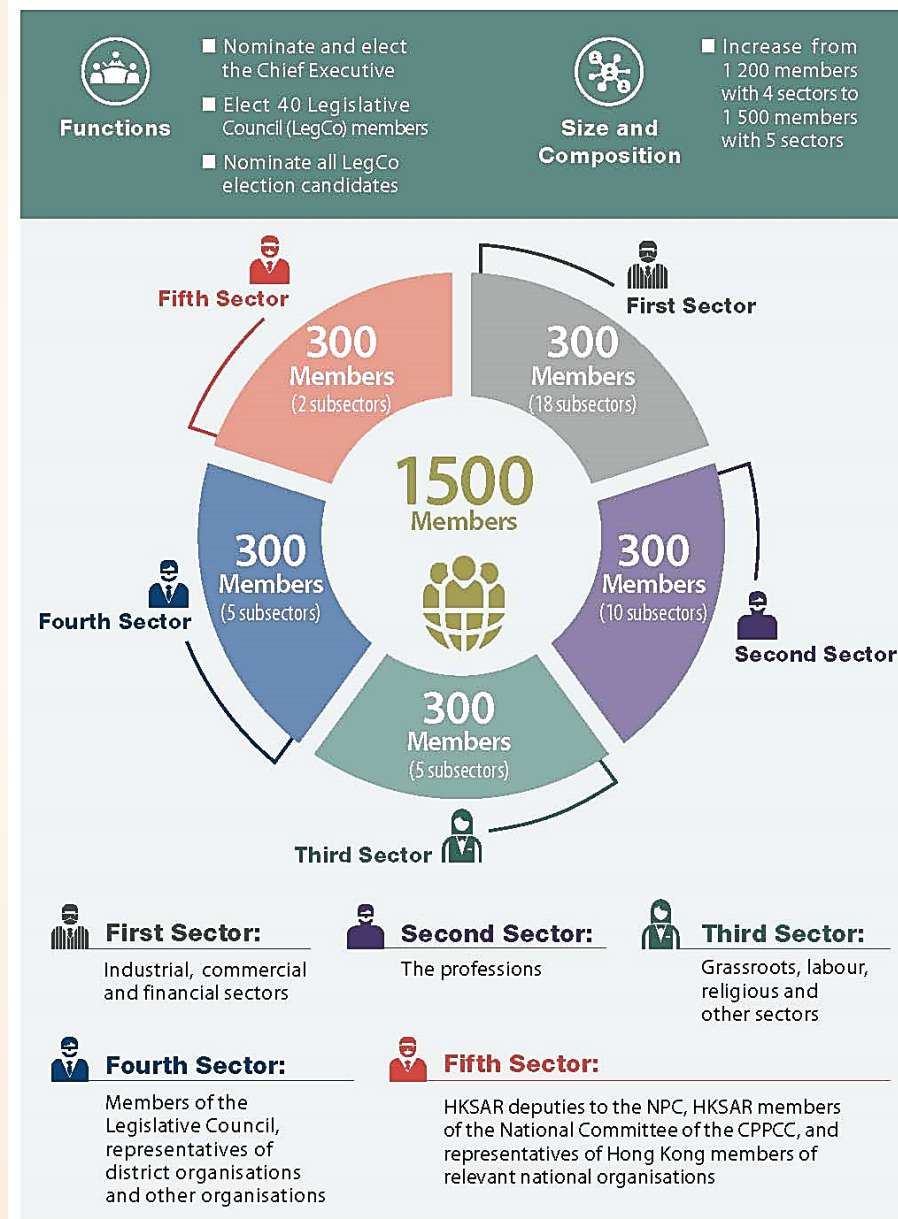 Functions
■ Nominate and elect
the Chief Executive
■ Elect 40 Legislative
Council (LegCo) members
■ Nominate all LegCo
election candidates
Size and
Composition
■ Increase from
1 200 members
with 4 sectors to
1 500 members
with 5 sectors
Fifth Sector
300
Members
(2 subsectors)
First Sector
300
Members
(18 subsectors)
1500
Members
Fourth Sector
300
Members
(5 subsectors)
300
Members
(10 subsectors)
Second Sector
300
Members
(5 subsectors)
Third Sector
First Sector:
Industrial, commercial
and financial sectors
Second Sector:
The professions
Third Sector:
Grassroots, labour,
religious and
other sectors
Fourth Sector:
Members of the
Legislative Council,
representatives of
district organisations
and other organisations
Fifth Sector:
HKSAR deputies to the NPC, HKSAR members
of the National Committee of the CPPCC, and
representatives of Hong Kong members of
relevant national organisations